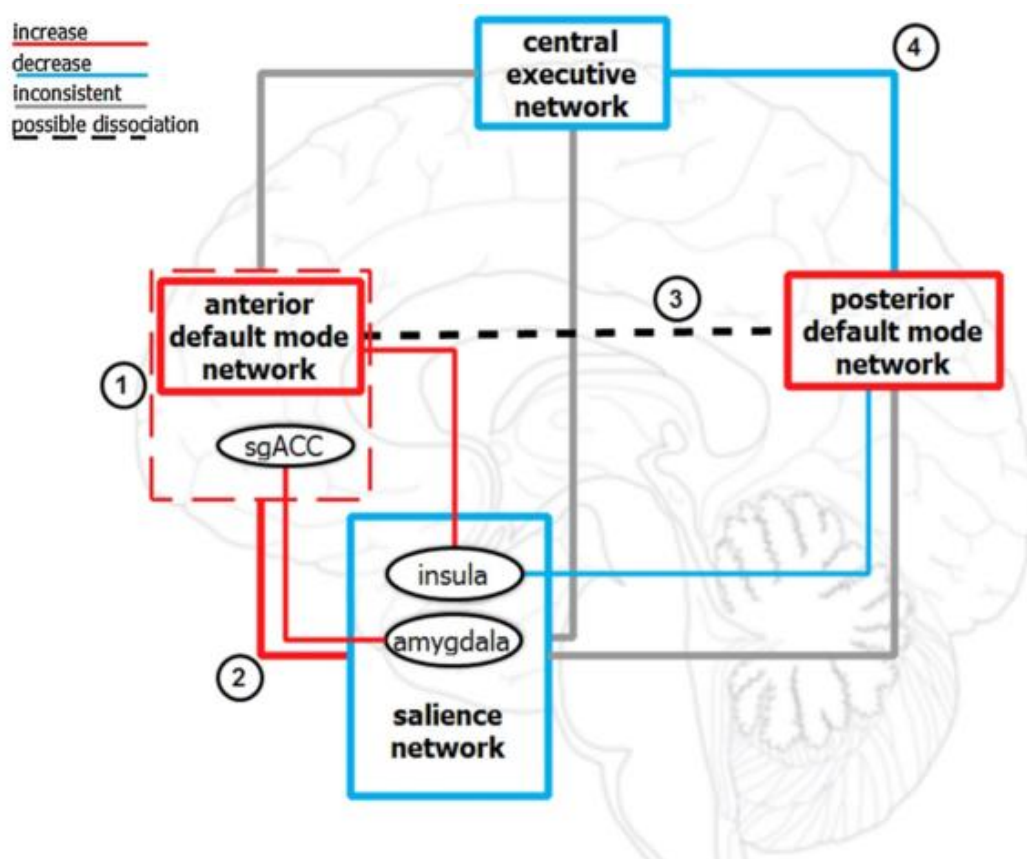 increase
decrease
inconsistent
possible dissociation
central
executive
network
4
anterior
default mode
network
3
posterior
default mode
network
1
sgACC
insula
amygdala
2
salience
network